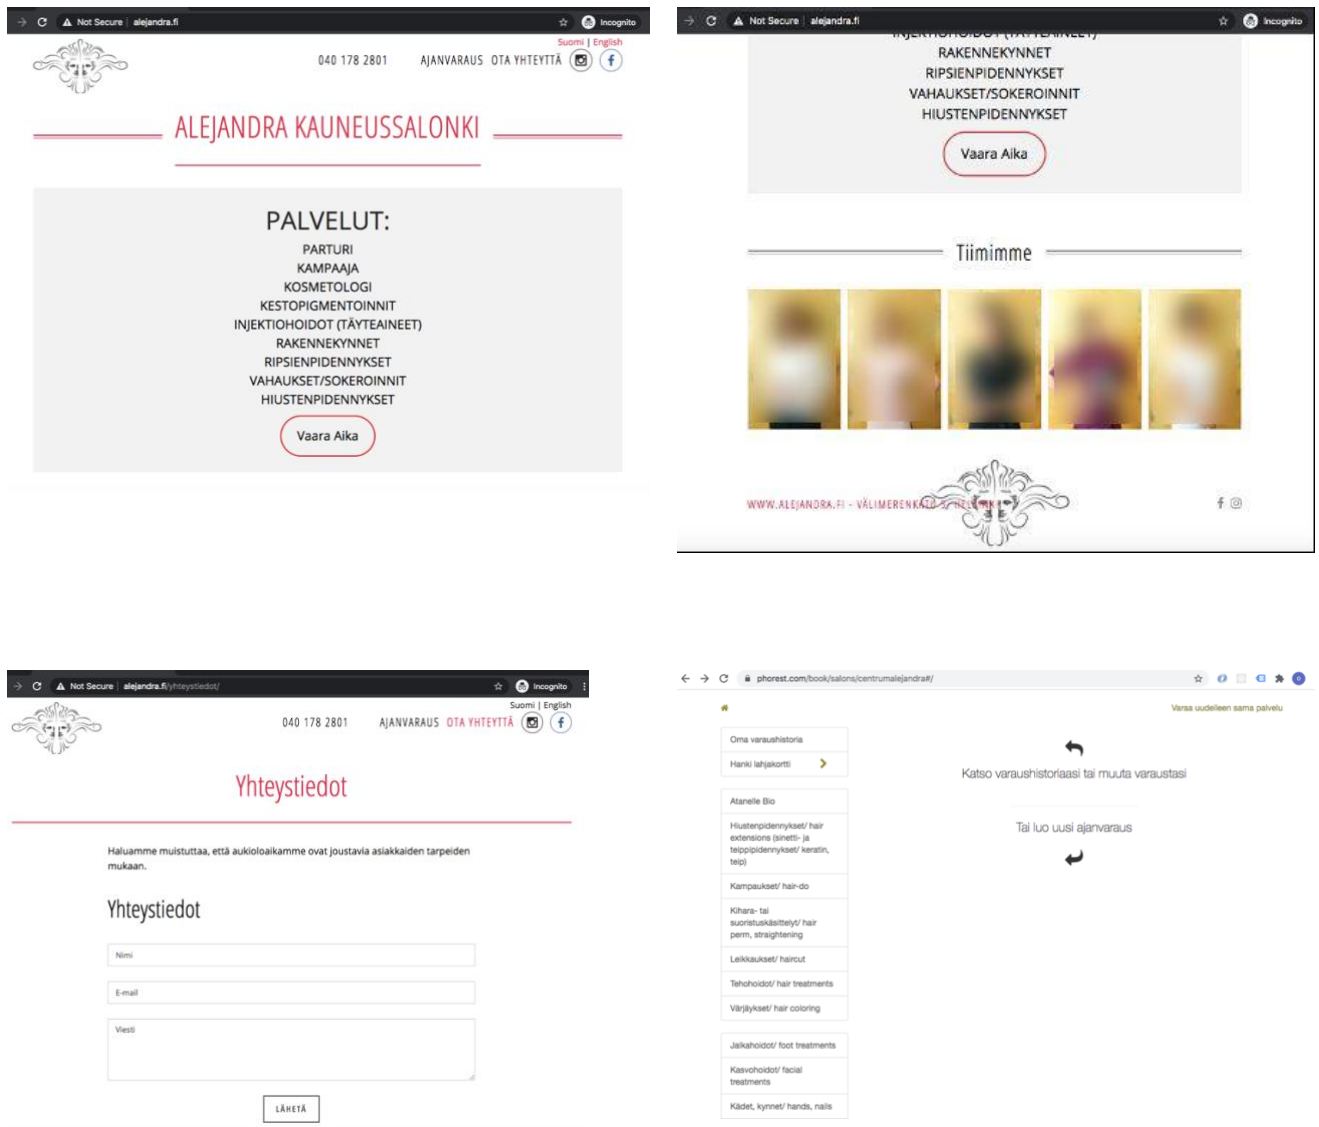 Not Secure alejandra.fi Incognito
Suomi | English
040 178 2801 AJANVARAUS OTA YHTEYTTÄ
ALEJANDRA KAUNEUSSALONKI
PALVELUT:
PARTURI
KAMPAAJA
KOSMETOLOGI
KESTOPIGMENTOINNIT
INJEKTIOHOIDOT (TÄYTEAINEET)
RAKENNEKYNNET
RIPSIENPIDENNYKSET
VAHAUKSET/SOKEROINNIT
HIUSTENPIDENNYKSET
Vaara Aika
Not Secure alejandra.fi Incognito
INJEKTIOHOIDOT (TÄYTEAINEET)
RAKENNEKYNNET
RIPSIENPIDENNYKSET
VAHAUKSET/SOKEROINNIT
HIUSTENPIDENNYKSET
Vaara Aika
Tiimimme
WWW.ALEJANDRA.FI - VÄLIMERENKATU
Not Secure alejandra.fi/yhteystiedot/ Incognito
Suomi | English
040 178 2801 AJANVARAUS OTA YHTEYTTÄ
Yhteystiedot
Haluamme muistuttaa, että aukioloaikamme ovat joustavia asiakkaiden tarpeiden
mukaan.
Yhteystiedot
Nimi
E-mail
Viesti
LÄHETÄ
phorest.com/book/salons/centrumalejandra#/
Varaa uudelleen sama palvelu
Oma varaushistoria
Hanki lahjakortti
Atanelle Bio
Hiustenpidennykset/ hair
extensions (sinetti- ja
teippipidennykset/ keratin,
teip)
Kampaukset/ hair-do
Kihara- tai
suoristuskäsittelyt/ hair
perm, straightening
Leikkaukset/ haircut
Tehohoidot/ hair treatments
Värjäykset/ hair coloring
Jalkahoidot/ foot treatments
Kasvohoidot/ facial
treatments
Kädet, kynnet/ hands, nails
Katso varaushistoriaasi tai muuta varaustasi
Tai luo uusi ajanvaraus